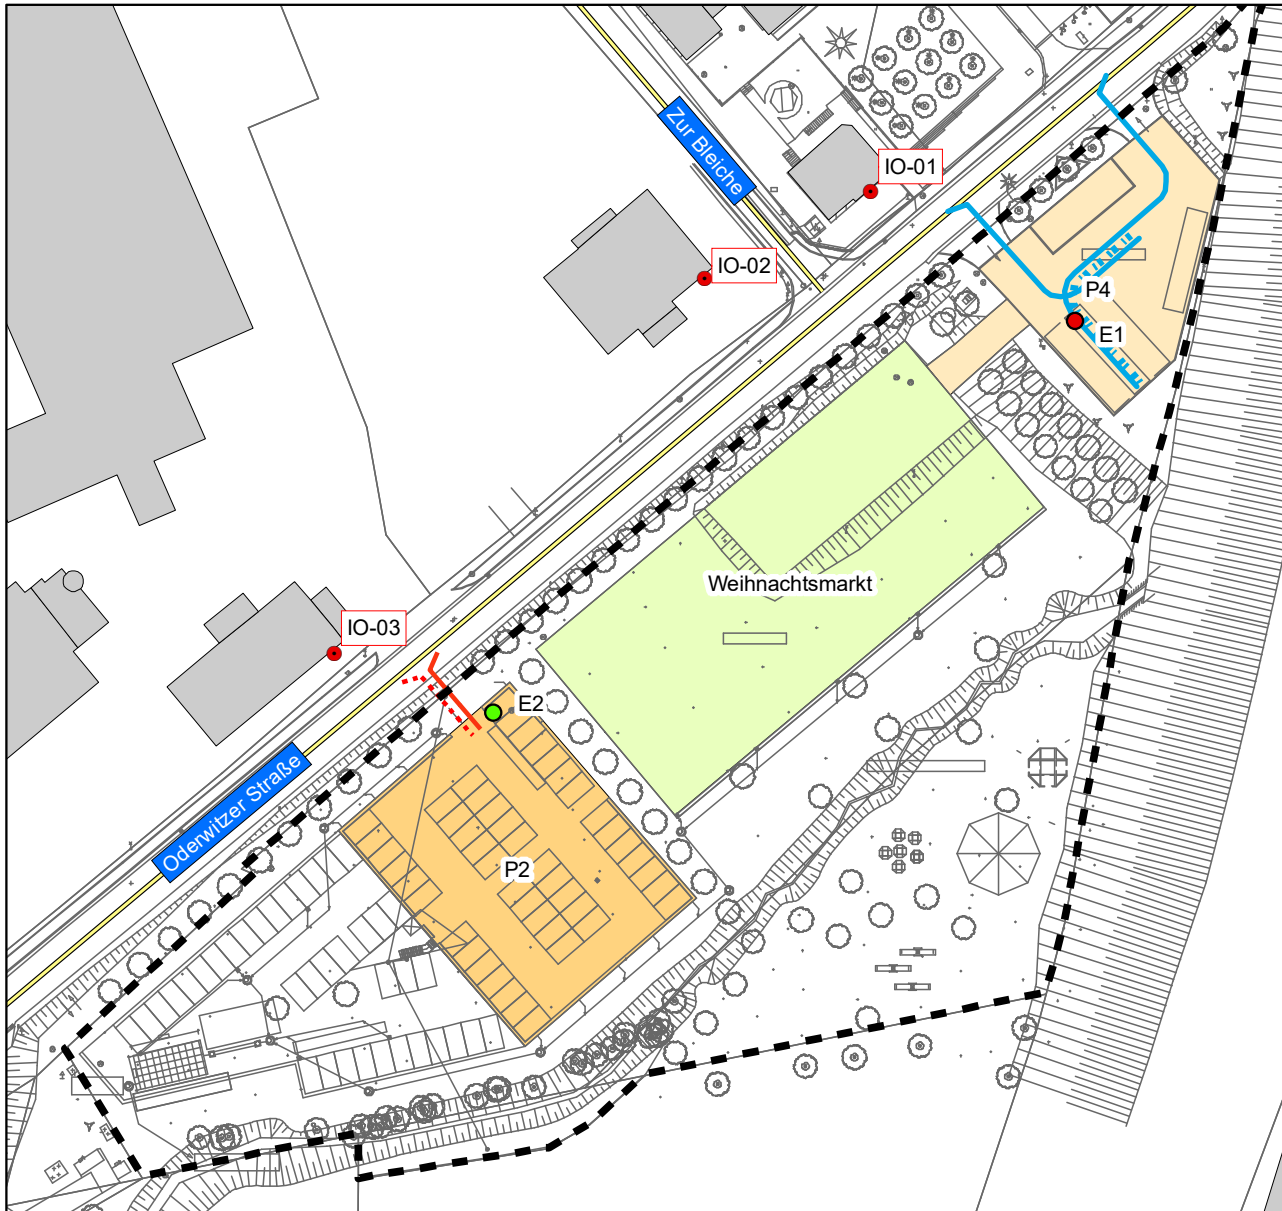 Zur Bleiche
IO-01
IO-02
P4
E1
Weihnachtsmarkt
IO-03
E2
Oderwitzer Straße
P2